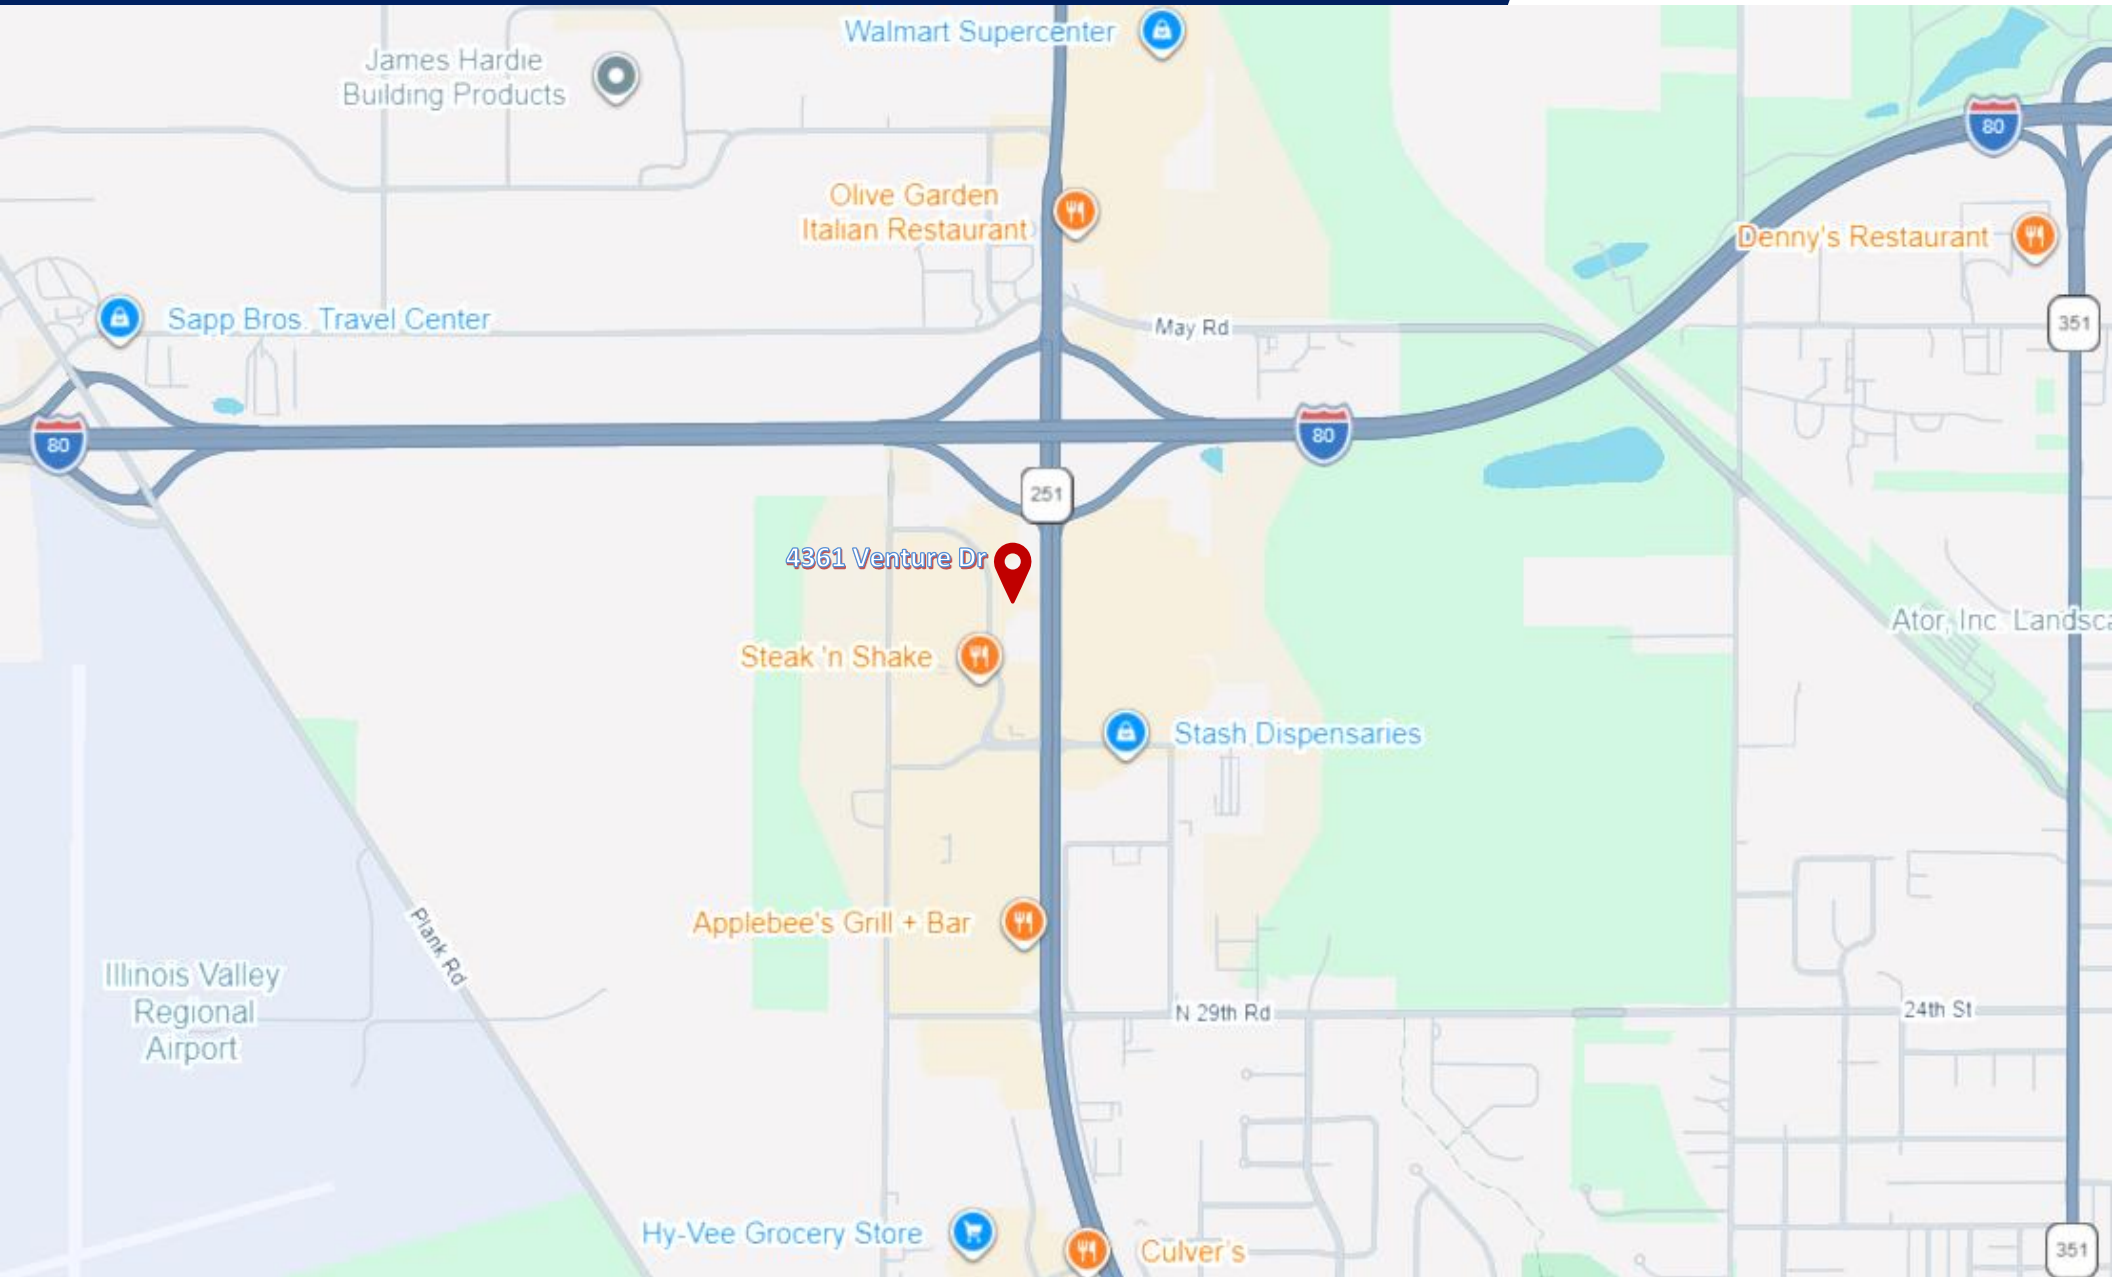 Walmart Supercenter
James Hardie
Building Products
80
Olive Garden
Italian Restaurant
Denny's Restaurant
Sapp Bros. Travel Center
May Rd
351
80
80
251
4361 Venture Dr
Ator, Inc. Landsca
Steak 'n Shake
Stash Dispensaries
Applebee's Grill + Bar
Plank Rd
Illinois Valley
Regional
Airport
N 29th Rd
24th St
Hy-Vee Grocery Store
Culver's
351